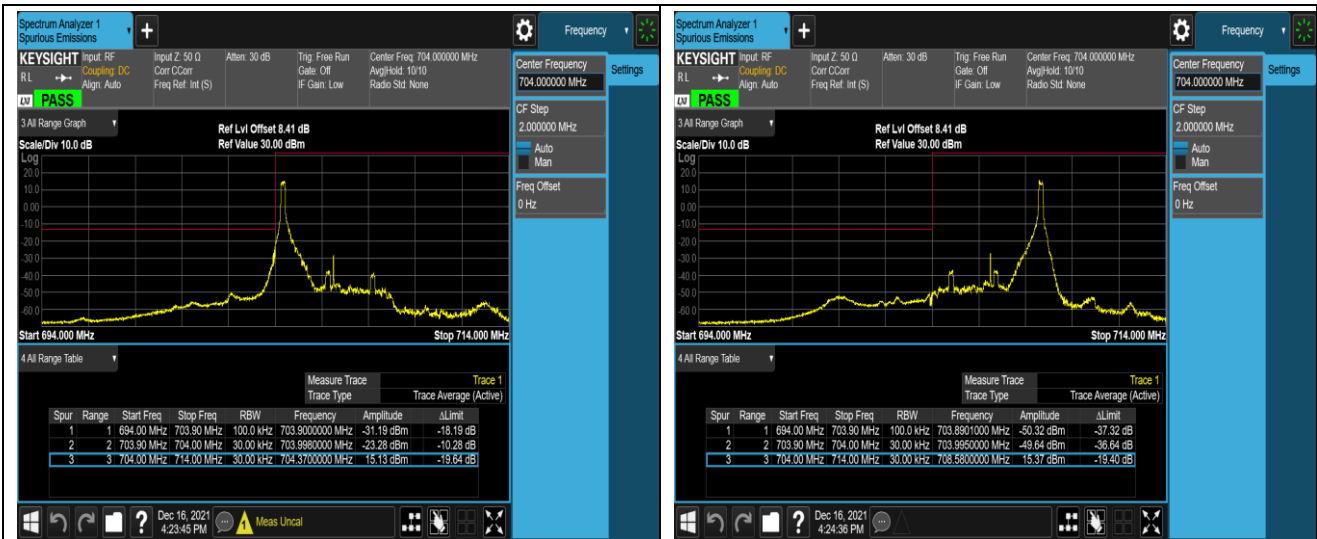 Spectrum Analyzer 1
Spurious Emissions
+
Frequency
KEYSIGHT Input: RF Input Z: 50 Ω Atten: 30 dB Trig: Free Run Center Freq: 704.000000 MHz
RL Coupling: DC Corr CCorr Gate: Off Avg|Hold: 10/10
Align: Auto Freq Ref: Int (S) IF Gain: Low Radio Std: None
LXI PASS
Center Frequency
704.000000 MHz
Settings
CF Step
2.000000 MHz
Auto
Man
Freq Offset
0 Hz
3 All Range Graph
Ref Lvl Offset 8.41 dB
Scale/Div 10.0 dB Ref Value 30.00 dBm
Log
20.0
10.0
0.00
-10.0
-20.0
-30.0
-40.0
-50.0
-60.0
Start 694.000 MHz Stop 714.000 MHz
4 All Range Table
Measure Trace Trace 1
Trace Type Trace Average (Active)
Spur Range Start Freq Stop Freq RBW Frequency Amplitude ΔLimit
1 1 694.00 MHz 703.90 MHz 100.0 kHz 703.9000000 MHz -31.19 dBm -18.19 dB
2 2 703.90 MHz 704.00 MHz 30.00 kHz 703.9980000 MHz -23.28 dBm -10.28 dB
3 3 704.00 MHz 714.00 MHz 30.00 kHz 704.3700000 MHz 15.13 dBm -19.64 dB
? Dec 16, 2021
4:23:45 PM
Meas Uncal
Spectrum Analyzer 1
Spurious Emissions
+
Frequency
KEYSIGHT Input: RF Input Z: 50 Ω Atten: 30 dB Trig: Free Run Center Freq: 704.000000 MHz
RL Coupling: DC Corr CCorr Gate: Off Avg|Hold: 10/10
Align: Auto Freq Ref: Int (S) IF Gain: Low Radio Std: None
LXI PASS
Center Frequency
704.000000 MHz
Settings
CF Step
2.000000 MHz
Auto
Man
Freq Offset
0 Hz
3 All Range Graph
Ref Lvl Offset 8.41 dB
Scale/Div 10.0 dB Ref Value 30.00 dBm
Log
20.0
10.0
0.00
-10.0
-20.0
-30.0
-40.0
-50.0
-60.0
Start 694.000 MHz Stop 714.000 MHz
4 All Range Table
Measure Trace Trace 1
Trace Type Trace Average (Active)
Spur Range Start Freq Stop Freq RBW Frequency Amplitude ΔLimit
1 1 694.00 MHz 703.90 MHz 100.0 kHz 703.8901000 MHz -50.32 dBm -37.32 dB
2 2 703.90 MHz 704.00 MHz 30.00 kHz 703.9950000 MHz -49.64 dBm -36.64 dB
3 3 704.00 MHz 714.00 MHz 30.00 kHz 708.5800000 MHz 15.37 dBm -19.40 dB
? Dec 16, 2021
4:24:36 PM